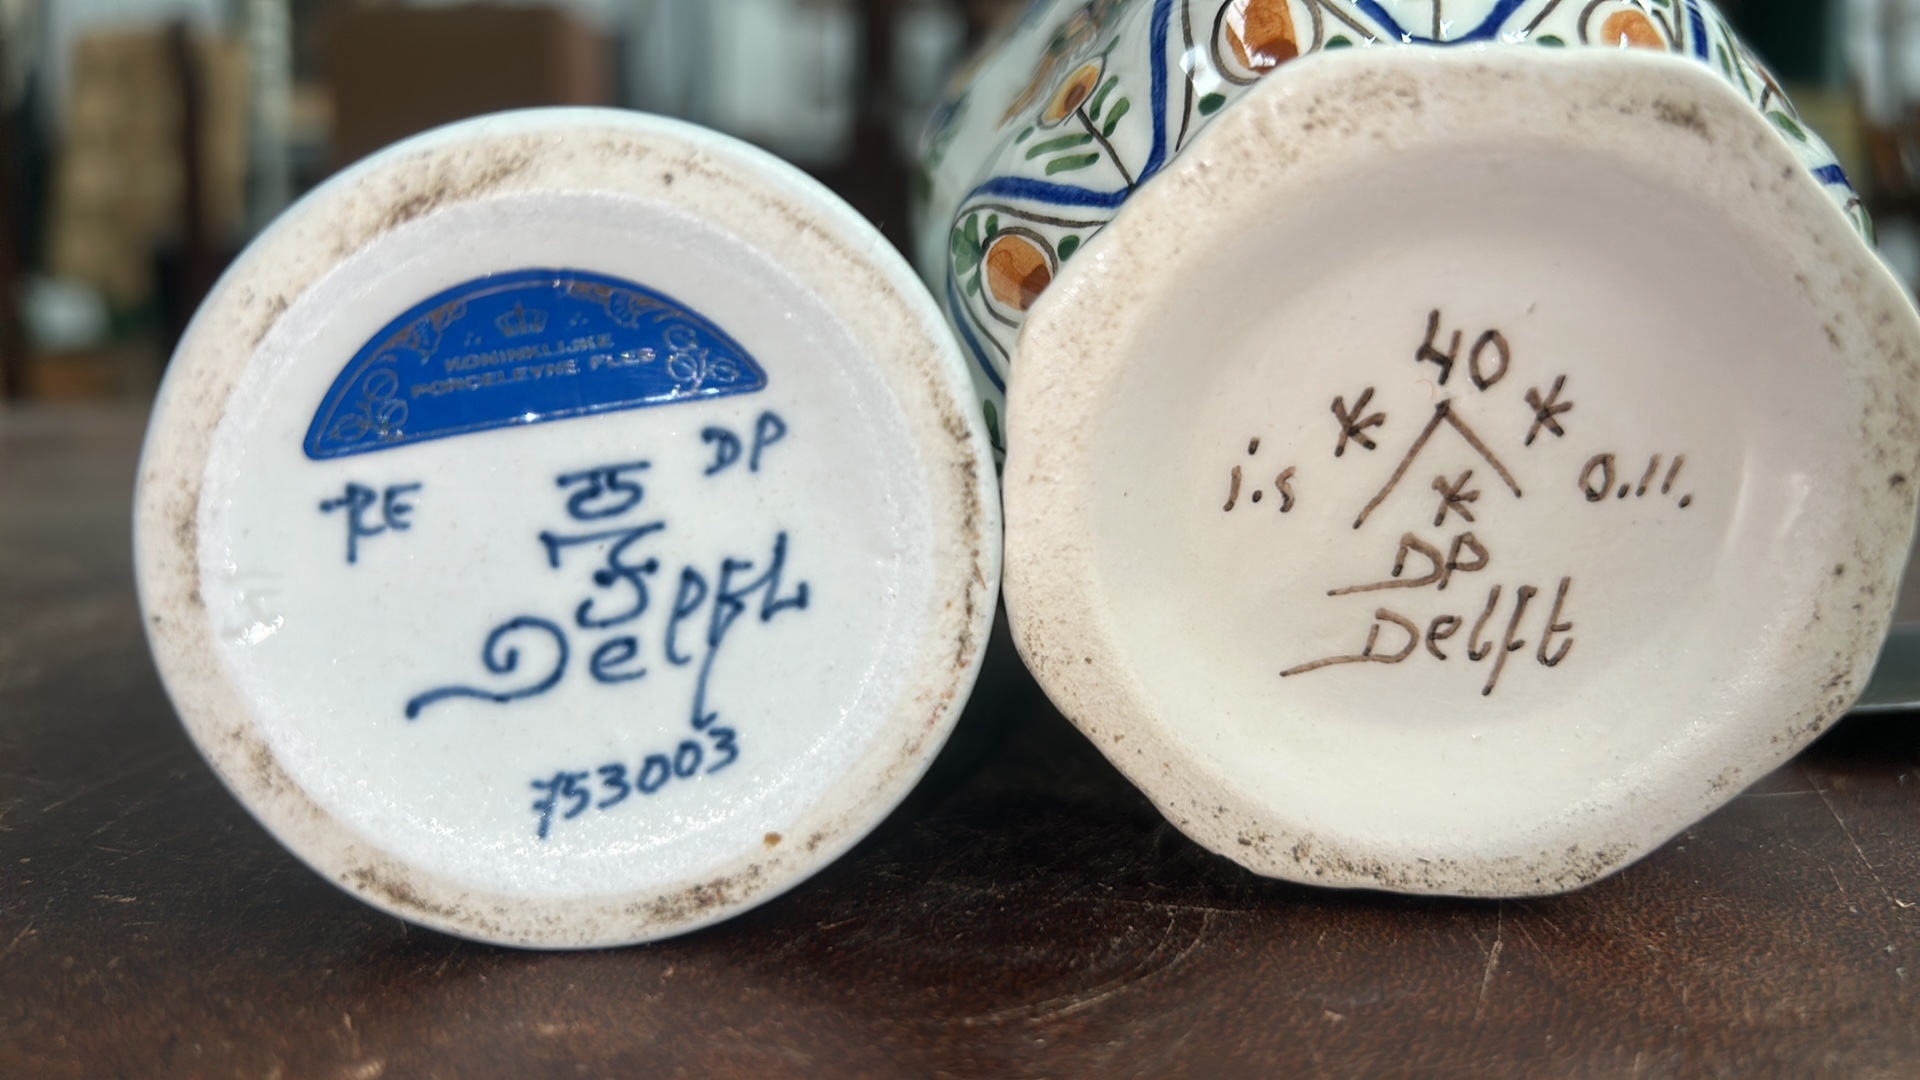 KONINKLIJKE
PORCELEYNE FLES
RE
DP
Delft
753003
40
* *
i.s
*
0.11.
DP
Delft